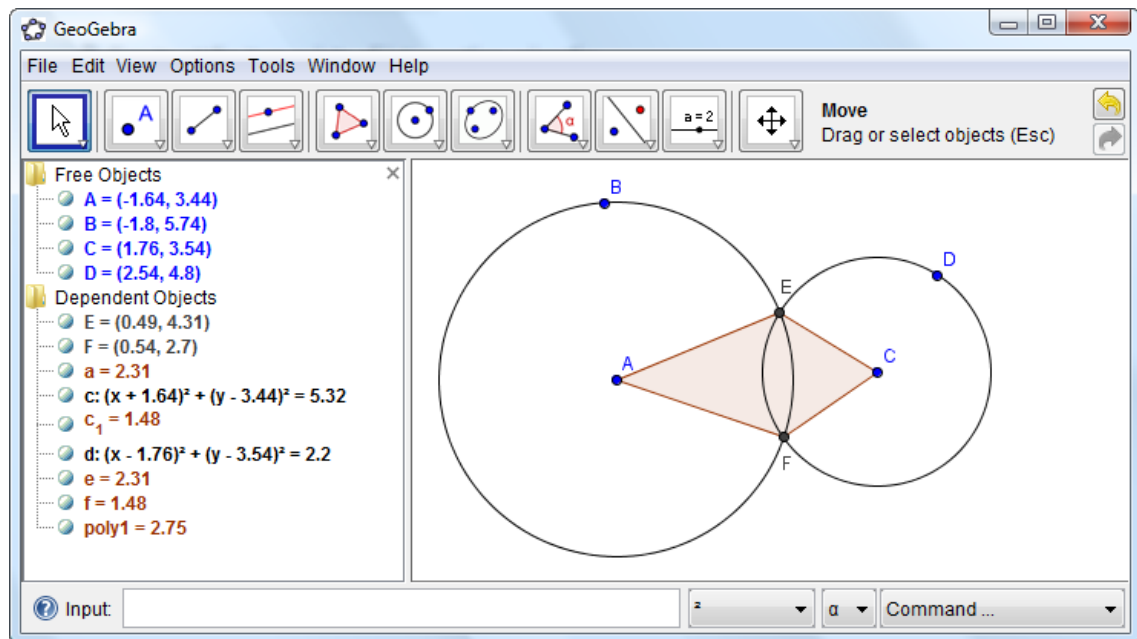 GeoGebra
File Edit View Options Tools Window Help
A
α
a = 2
Move
Drag or select objects (Esc)
Free Objects
A = (-1.64, 3.44)
B = (-1.8, 5.74)
C = (1.76, 3.54)
D = (2.54, 4.8)
Dependent Objects
E = (0.49, 4.31)
F = (0.54, 2.7)
a = 2.31
c: (x + 1.64)² + (y - 3.44)² = 5.32
c₁ = 1.48
d: (x - 1.76)² + (y - 3.54)² = 2.2
e = 2.31
f = 1.48
poly1 = 2.75
B
D
E
C
A
F
Input:
²
α
Command ...